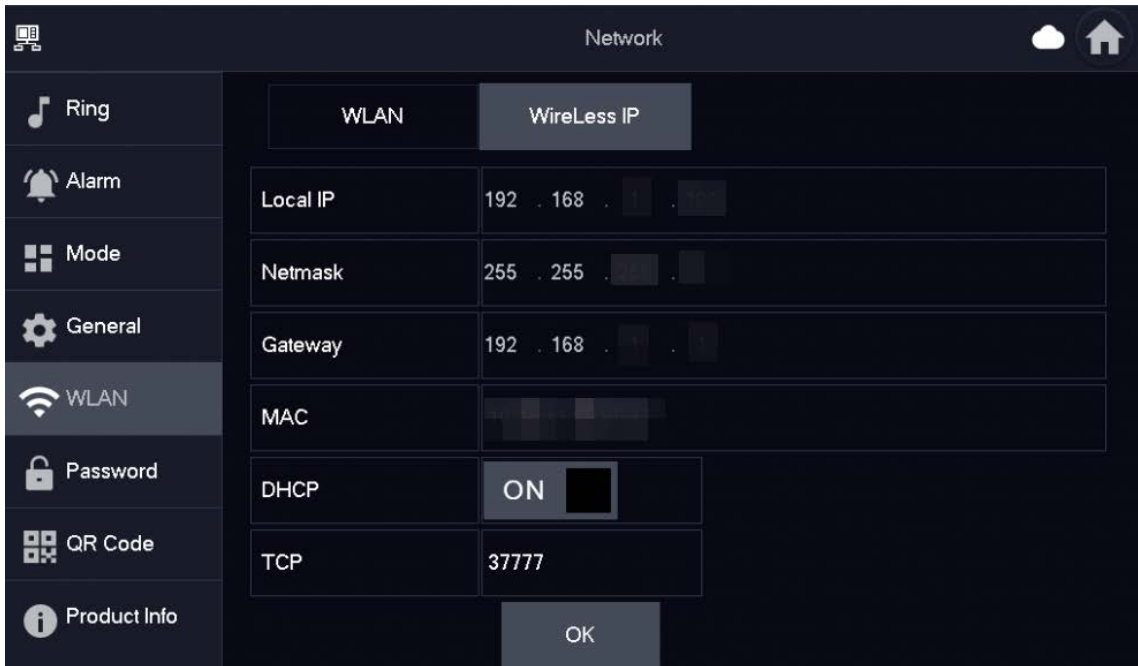 Network
Ring
Alarm
Mode
General
WLAN
Password
QR Code
Product Info
WLAN WireLess IP
Local IP 192 . 168 . .
Netmask 255 . 255 . .
Gateway 192 . 168 . .
MAC
DHCP ON
TCP 37777
OK